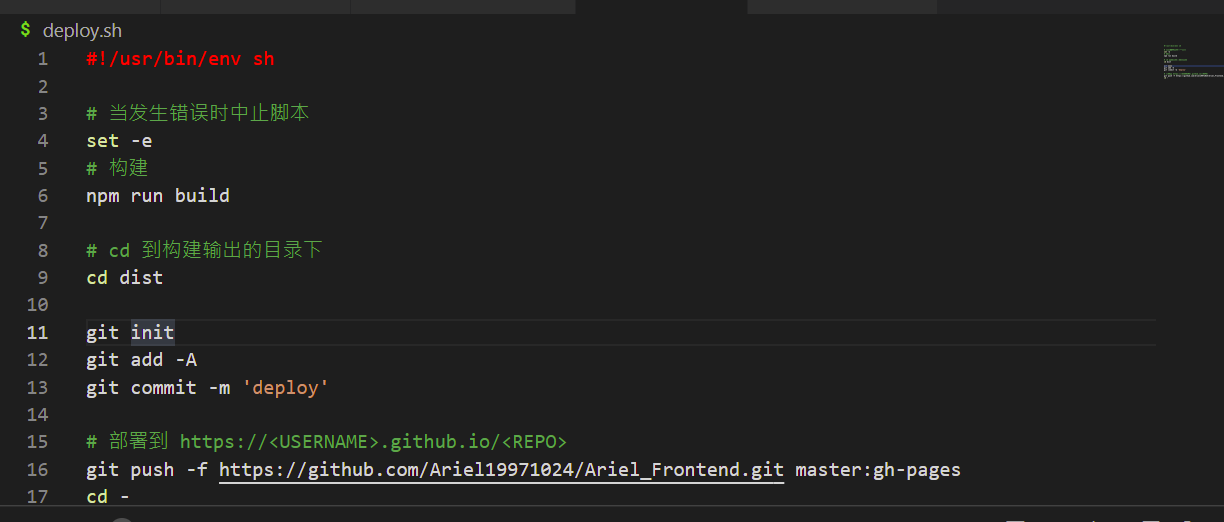 $ deploy.sh
1 #!/usr/bin/env sh
2
3 # 当发生错误时中止脚本
4 set -e
5 # 构建
6 npm run build
7
8 # cd 到构建输出的目录下
9 cd dist
10
11 git init
12 git add -A
13 git commit -m 'deploy'
14
15 # 部署到 https://<USERNAME>.github.io/<REPO>
16 git push -f https://github.com/Ariel19971024/Ariel_Frontend.git master:gh-pages
17 cd -